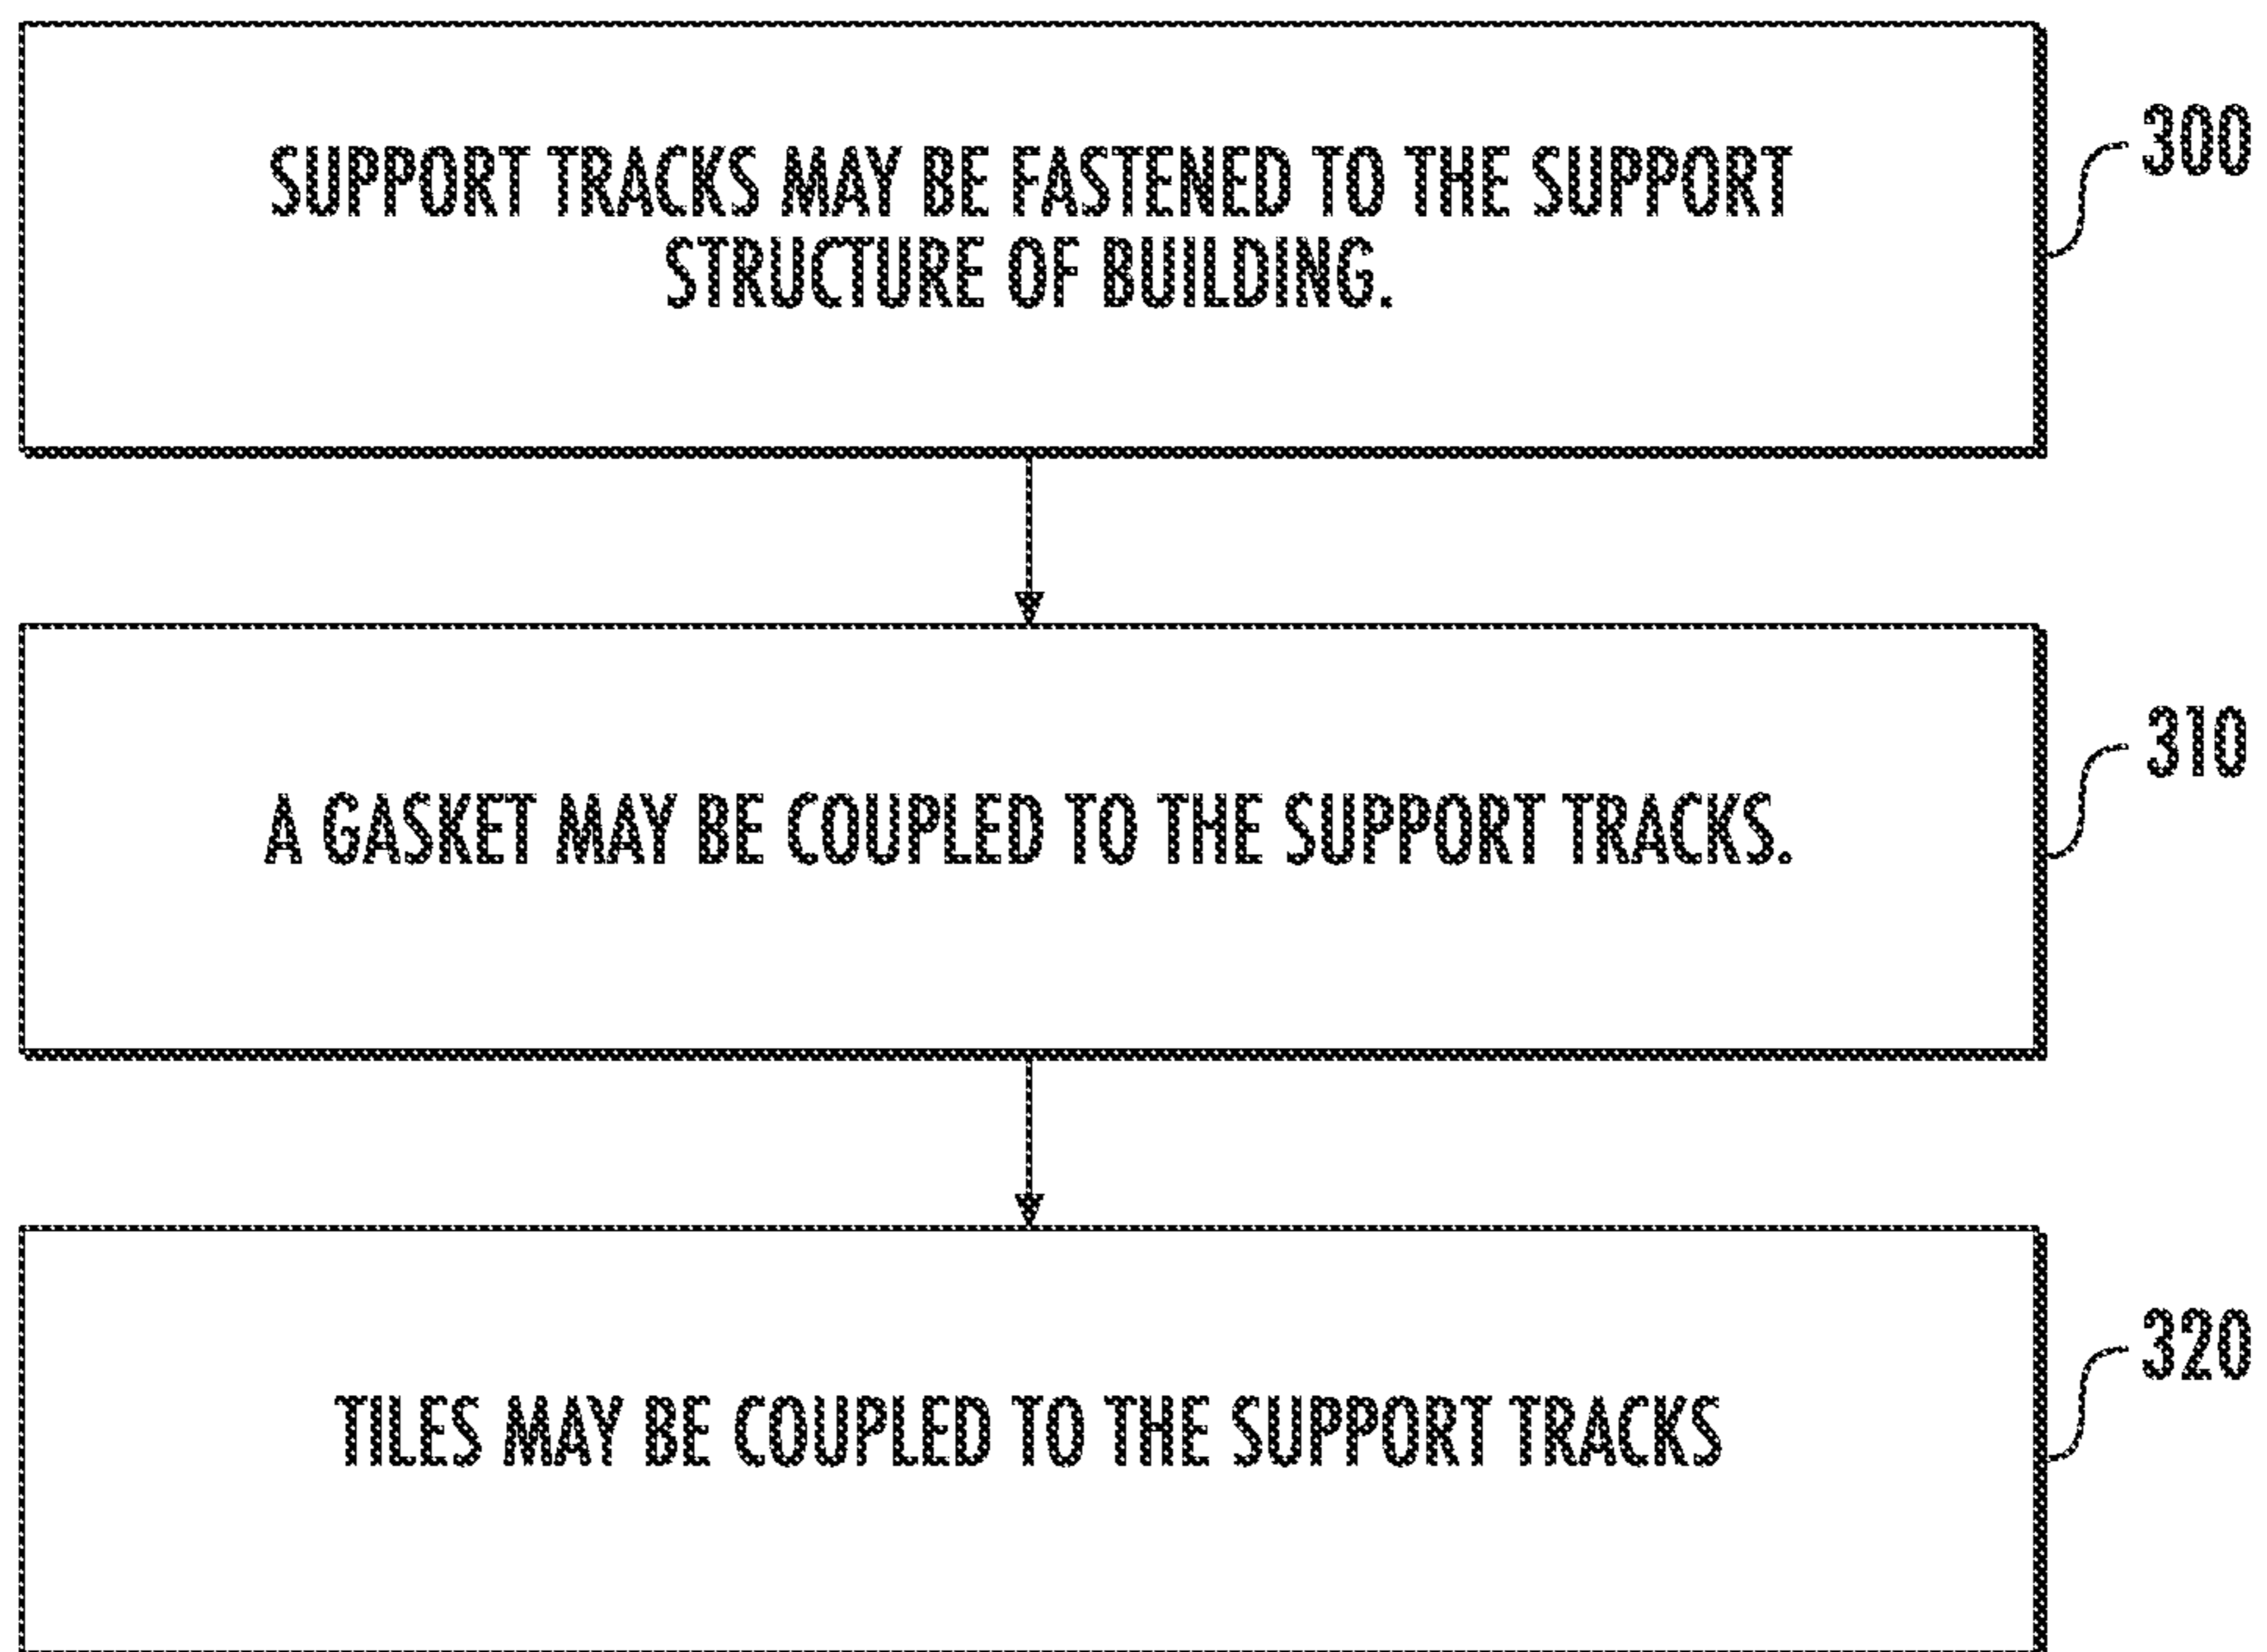 SUPPORT TRACKS MAY BE FASTENED TO THE SUPPORT
STRUCTURE OF BUILDING.
300
A GASKET MAY BE COUPLED TO THE SUPPORT TRACKS.
310
TILES MAY BE COUPLED TO THE SUPPORT TRACKS
320